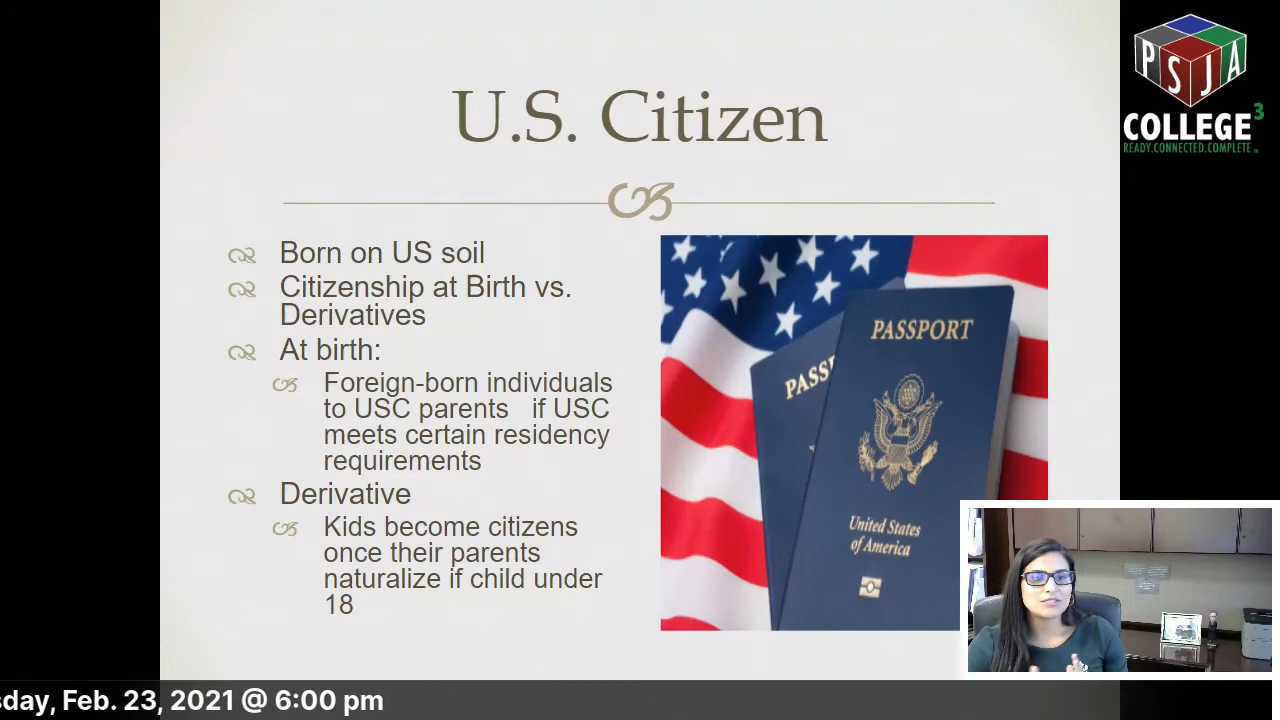 U.S. Citizen
Born on US soil
Citizenship at Birth vs.
Derivatives
At birth:
Foreign-born individuals
to USC parents   if USC
meets certain residency
requirements
Derivative
Kids become citizens
once their parents
naturalize if child under
18
PASSPORT
PASSP
United States
of America
PSJA
COLLEGE³
READY.CONNECTED.COMPLETE
sday, Feb. 23, 2021 @ 6:00 pm